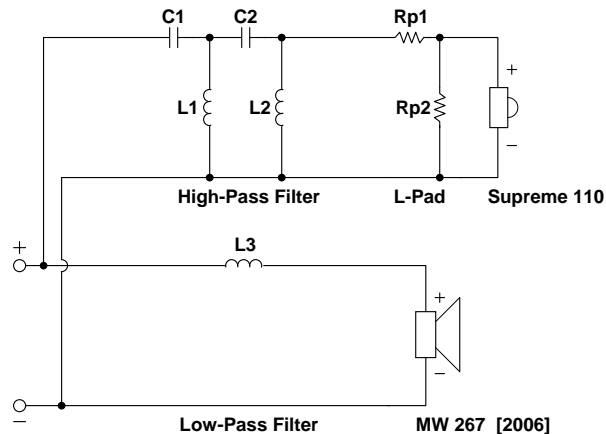 C1 C2 Rp1
+
L1 L2 Rp2
−
High-Pass Filter L-Pad Supreme 110
+ L3
+
−
−
Low-Pass Filter MW 267 [2006]